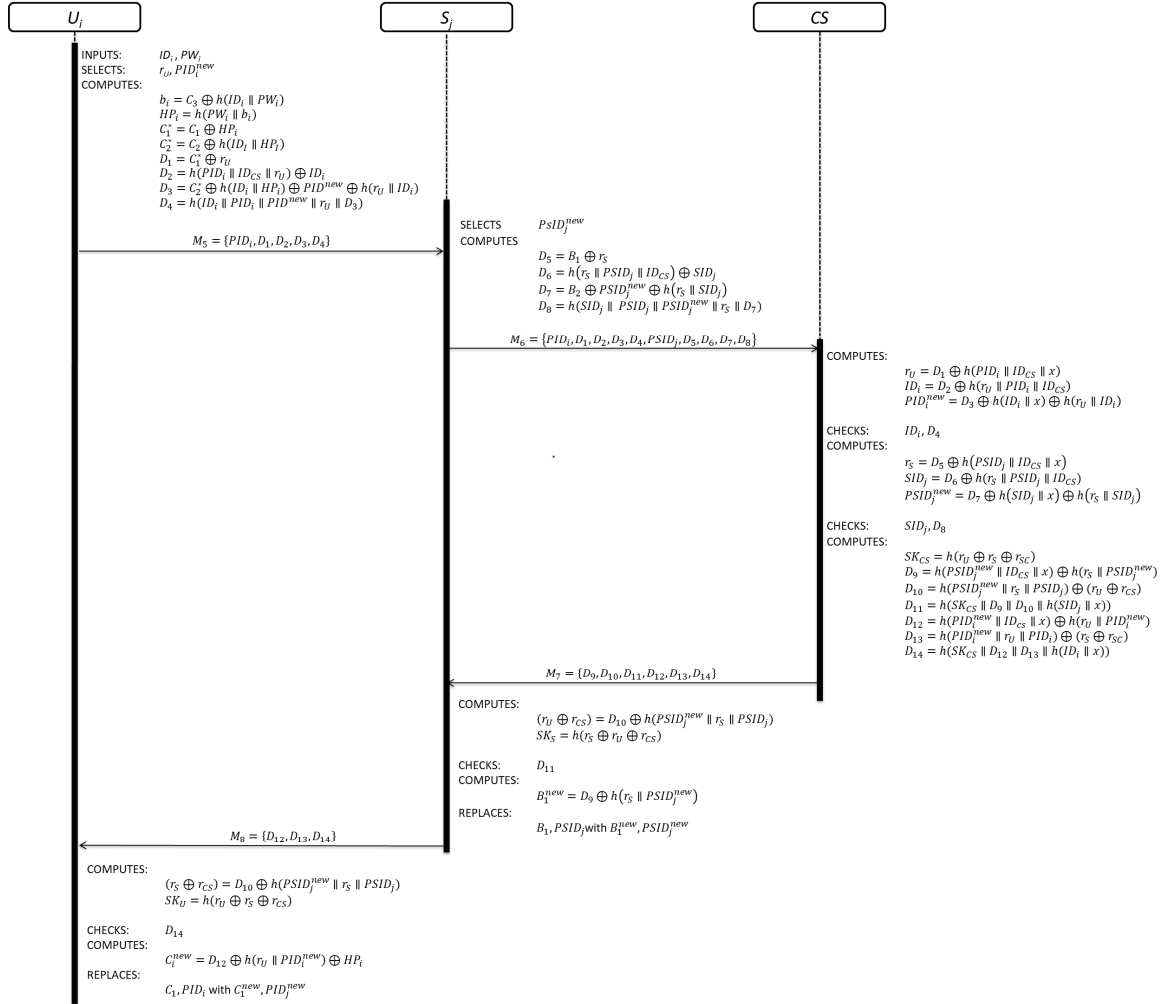 U_i
S_j
CS
INPUTS: ID_i, PW_i
SELECTS: r_U, PID_i^new
COMPUTES:
b_i = C_3 ⊕ h(ID_i ∥ PW_i)
HP_i = h(PW_i ∥ b_i)
C_1^* = C_1 ⊕ HP_i
C_2^* = C_2 ⊕ h(ID_I ∥ HP_I)
D_1 = C_1^* ⊕ r_U
D_2 = h(PID_i ∥ ID_CS ∥ r_U) ⊕ ID_i
D_3 = C_2^* ⊕ h(ID_i ∥ HP_i) ⊕ PID^new ⊕ h(r_U ∥ ID_i)
D_4 = h(ID_i ∥ PID_i ∥ PID^new ∥ r_U ∥ D_3)
M_5 = {PID_i, D_1, D_2, D_3, D_4}
SELECTS PsID_j^new
COMPUTES
D_5 = B_1 ⊕ r_S
D_6 = h(r_S ∥ PSID_j ∥ ID_CS) ⊕ SID_j
D_7 = B_2 ⊕ PSID_j^new ⊕ h(r_S ∥ SID_j)
D_8 = h(SID_j ∥ PSID_j ∥ PSID_j^new ∥ r_S ∥ D_7)
M_6 = {PID_i, D_1, D_2, D_3, D_4, PSID_j, D_5, D_6, D_7, D_8}
COMPUTES:
r_U = D_1 ⊕ h(PID_i ∥ ID_CS ∥ x)
ID_i = D_2 ⊕ h(r_U ∥ PID_i ∥ ID_CS)
PID_i^new = D_3 ⊕ h(ID_i ∥ x) ⊕ h(r_U ∥ ID_i)
CHECKS: ID_i, D_4
COMPUTES:
r_S = D_5 ⊕ h(PSID_j ∥ ID_CS ∥ x)
SID_j = D_6 ⊕ h(r_S ∥ PSID_j ∥ ID_CS)
PSID_j^new = D_7 ⊕ h(SID_j ∥ x) ⊕ h(r_S ∥ SID_j)
CHECKS: SID_j, D_8
COMPUTES:
SK_CS = h(r_U ⊕ r_S ⊕ r_SC)
D_9 = h(PSID_j^new ∥ ID_CS ∥ x) ⊕ h(r_S ∥ PSID_j^new)
D_10 = h(PSID_j^new ∥ r_S ∥ PSID_j) ⊕ (r_U ⊕ r_CS)
D_11 = h(SK_CS ∥ D_9 ∥ D_10 ∥ h(SID_j ∥ x))
D_12 = h(PID_i^new ∥ ID_cs ∥ x) ⊕ h(r_U ∥ PID_i^new)
D_13 = h(PID_i^new ∥ r_U ∥ PID_i) ⊕ (r_S ⊕ r_SC)
D_14 = h(SK_CS ∥ D_12 ∥ D_13 ∥ h(ID_i ∥ x))
M_7 = {D_9, D_10, D_11, D_12, D_13, D_14}
COMPUTES:
(r_U ⊕ r_CS) = D_10 ⊕ h(PSID_j^new ∥ r_S ∥ PSID_j)
SK_S = h(r_S ⊕ r_U ⊕ r_CS)
CHECKS: D_11
COMPUTES:
B_1^new = D_9 ⊕ h(r_S ∥ PSID_j^new)
REPLACES:
B_1, PSID_j with B_1^new, PSID_j^new
M_8 = {D_12. D_13. D_14}
COMPUTES:
(r_S ⊕ r_CS) = D_10 ⊕ h(PSID_j^new ∥ r_S ∥ PSID_j)
SK_U = h(r_U ⊕ r_S ⊕ r_CS)
CHECKS: D_14
COMPUTES:
C_i^new = D_12 ⊕ h(r_U ∥ PID_i^new) ⊕ HP_i
REPLACES:
C_1, PID_i with C_1^new, PID_j^new